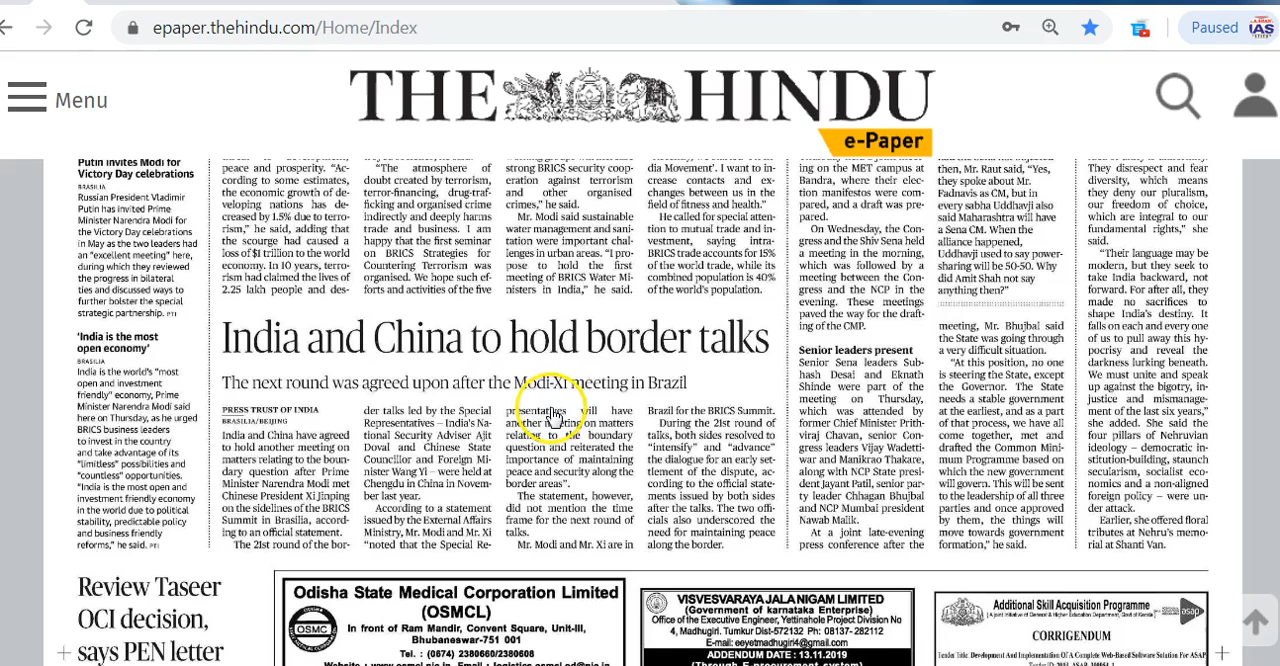 epaper.thehindu.com/Home/Index
Paused
IAS
Menu
THE HINDU
e-Paper
Putin invites Modi for
Victory Day celebrations
BRASILIA
Russian President Vladimir
Putin has invited Prime
Minister Narendra Modi for
the Victory Day celebrations
in May as the two leaders had
an “excellent meeting” here,
during which they reviewed
the progress in bilateral
ties and discussed ways to
further bolster the special
strategic partnership. PTI
‘India is the most
open economy’
BRASILIA
India is the world’s “most
open and investment
friendly” economy, Prime
Minister Narendra Modi said
here on Thursday, as he urged
BRICS business leaders
to invest in the country
and take advantage of its
“limitless” possibilities and
“countless” opportunities.
“India is the most open and
investment friendly economy
in the world due to political
stability, predictable policy
and business friendly
reforms,” he said. PTI
peace and prosperity. “Ac-
cording to some estimates,
the economic growth of de-
veloping nations has de-
creased by 1.5% due to terro-
rism,” he said, adding that
the scourge had caused a
loss of $1 trillion to the world
economy. In 10 years, terro-
rism had claimed the lives of
2.25 lakh people and des-
“The atmosphere of
doubt created by terrorism,
terror-financing, drug-traf-
ficking and organised crime
indirectly and deeply harms
trade and business. I am
happy that the first seminar
on BRICS Strategies for
Countering Terrorism was
organised. We hope such ef-
forts and activities of the five
strong BRICS security coop-
eration against terrorism
and other organised
crimes,” he said.
Mr. Modi said sustainable
water management and sani-
tation were important chal-
lenges in urban areas. “I pro-
pose to hold the first
meeting of BRICS Water Mi-
nisters in India,” he said.
dia Movement’. I want to in-
crease contacts and ex-
changes between us in the
field of fitness and health.”
He called for special atten-
tion to mutual trade and in-
vestment, saying intra-
BRICS trade accounts for 15%
of the world trade, while its
combined population is 40%
of the world’s population.
India and China to hold border talks
The next round was agreed upon after the Modi-Xi meeting in Brazil
PRESS TRUST OF INDIA
BRASILIA/BEIJING
India and China have agreed
to hold another meeting on
matters relating to the boun-
dary question after Prime
Minister Narendra Modi met
Chinese President Xi Jinping
on the sidelines of the BRICS
Summit in Brasilia, accord-
ing to an official statement.
The 21st round of the bor-
der talks led by the Special
Representatives – India’s Na-
tional Security Adviser Ajit
Doval and Chinese State
Councillor and Foreign Mi-
nister Wang Yi – were held at
Chengdu in China in Novem-
ber last year.
According to a statement
issued by the External Affairs
Ministry, Mr. Modi and Mr. Xi
“noted that the Special Re-
presentatives will have
another meeting on matters
relating to the boundary
question and reiterated the
importance of maintaining
peace and security along the
border areas”.
The statement, however,
did not mention the time
frame for the next round of
talks.
Mr. Modi and Mr. Xi are in
Brazil for the BRICS Summit.
During the 21st round of
talks, both sides resolved to
“intensify” and “advance”
the dialogue for an early set-
tlement of the dispute, ac-
cording to the official state-
ments issued by both sides
after the talks. The two offi-
cials also underscored the
need for maintaining peace
along the border.
ing on the MET campus at
Bandra, where their elec-
tion manifestos were com-
pared, and a draft was pre-
pared.
On Wednesday, the Con-
gress and the Shiv Sena held
a meeting in the morning,
which was followed by a
meeting between the Con-
gress and the NCP in the
evening. These meetings
paved the way for the draft-
ing of the CMP.
Senior leaders present
Senior Sena leaders Sub-
hash Desai and Eknath
Shinde were part of the
meeting on Thursday,
which was attended by
former Chief Minister Prith-
viraj Chavan, senior Con-
gress leaders Vijay Wadetti-
war and Manikrao Thakare,
along with NCP State presi-
dent Jayant Patil, senior par-
ty leader Chhagan Bhujbal
and NCP Mumbai president
Nawab Malik.
At a joint late-evening
press conference after the
then, Mr. Raut said, “Yes,
they spoke about Mr.
Fadnavis as CM, but in
every sabha Uddhavji also
said Maharashtra will have
a Sena CM. When the
alliance happened,
Uddhavji used to say power-
sharing will be 50-50. Why
did Amit Shah not say
anything then?”
meeting, Mr. Bhujbal said
the State was going through
a very difficult situation.
“At this position, no one
is steering the State, except
the Governor. The State
needs a stable government
at the earliest, and as a part
of that process, we have all
come together, met and
drafted the Common Mini-
mum Programme based on
which the new government
will govern. This will be sent
to the leadership of all three
parties and once approved
by them, the things will
move towards government
formation,” he said.
They disrespect and fear
diversity, which means
they deny our pluralism,
our freedom of choice,
which are integral to our
fundamental rights,” she
said.
“Their language may be
modern, but they seek to
take India backward, not
forward. For after all, they
made no sacrifices to
shape India’s destiny. It
falls on each and every one
of us to pull away this hy-
pocrisy and reveal the
darkness lurking behind.
We must unite and speak
up against the bigotry, in-
justice and mismanage-
ment of the last six years,”
she added. She said the
four pillars of Nehruvian
ideology – democratic in-
stitution-building, staunch
secularism, socialist eco-
nomics and a non-aligned
foreign policy – were un-
der attack.
Earlier, she offered floral
tributes at Nehru’s memo-
rial at Shanti Van.
Review Taseer
OCI decision,
says PEN letter
Odisha State Medical Corporation Limited
(OSMCL)
OSMC
In front of Ram Mandir, Convent Square, Unit-III,
Bhubaneswar-751 001
Tel. : (0674) 2380660/2380608
VISVESVARAYA JALA NIGAM LIMITED
(Government of karnataka Enterprise)
Office of the Executive Engineer, Yettinahole Project Division No
4, Madhugiri. Tumkur Dist-572132 Ph: 08137-282112
E-mail: eeyetmadhugiri4@gmail.com
ADDENDUM DATE: 13.11.2019
(Through E-procurement system)
Additional Skill Acquisition Programme
asap
CORRIGENDUM
Tender Title. Development And Implementation Of A Complete Web-Based Software Solution For ASAP